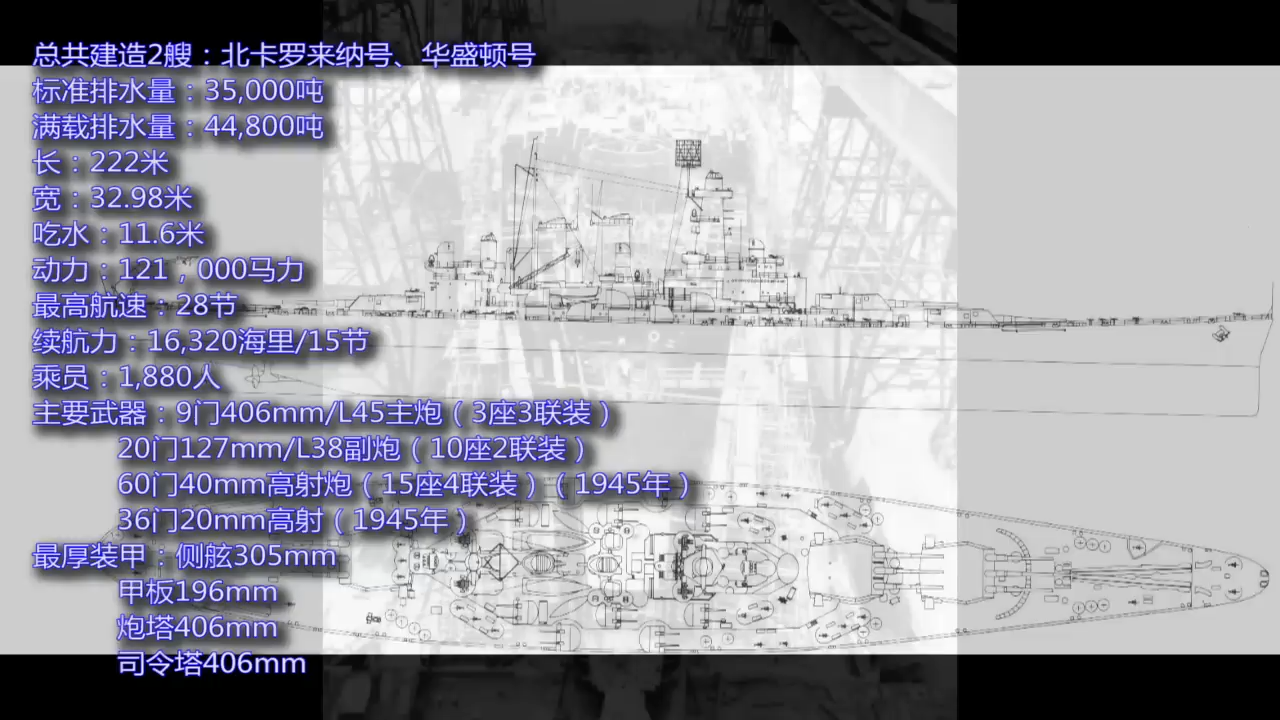 总共建造2艘：北卡罗来纳号、华盛顿号
标准排水量：35,000吨
满载排水量：44,800吨
长：222米
宽：32.98米
吃水：11.6米
动力：121，000马力
最高航速：28节
续航力：16,320海里/15节
乘员：1,880人
主要武器：9门406mm/L45主炮（3座3联装）
20门127mm/L38副炮（10座2联装）
60门40mm高射炮（15座4联装）（1945年）
36门20mm高射（1945年）
最厚装甲：侧舷305mm
甲板196mm
炮塔406mm
司令塔406mm